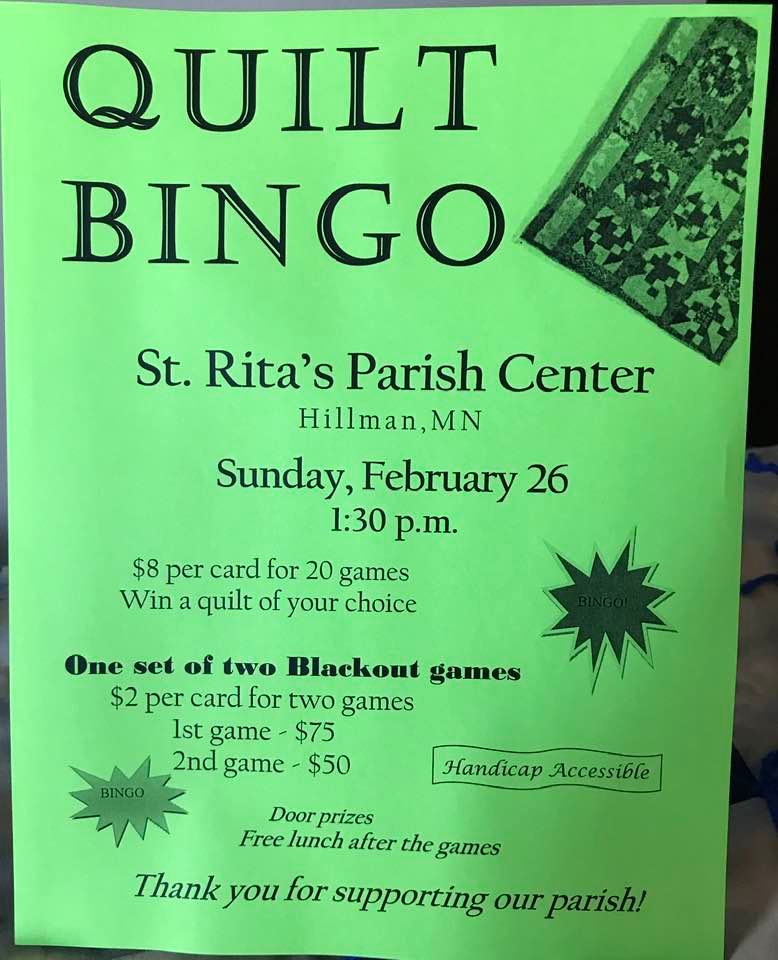 QUILT
BINGO
St. Rita's Parish Center
Hillman, MN
Sunday, February 26
1:30 p.m.
$8 per card for 20 games
Win a quilt of your choice
BINGO!
One set of two Blackout games
$2 per card for two games
1st game - $75
2nd game - $50
Handicap Accessible
BINGO
Door prizes
Free lunch after the games
Thank you for supporting our parish!